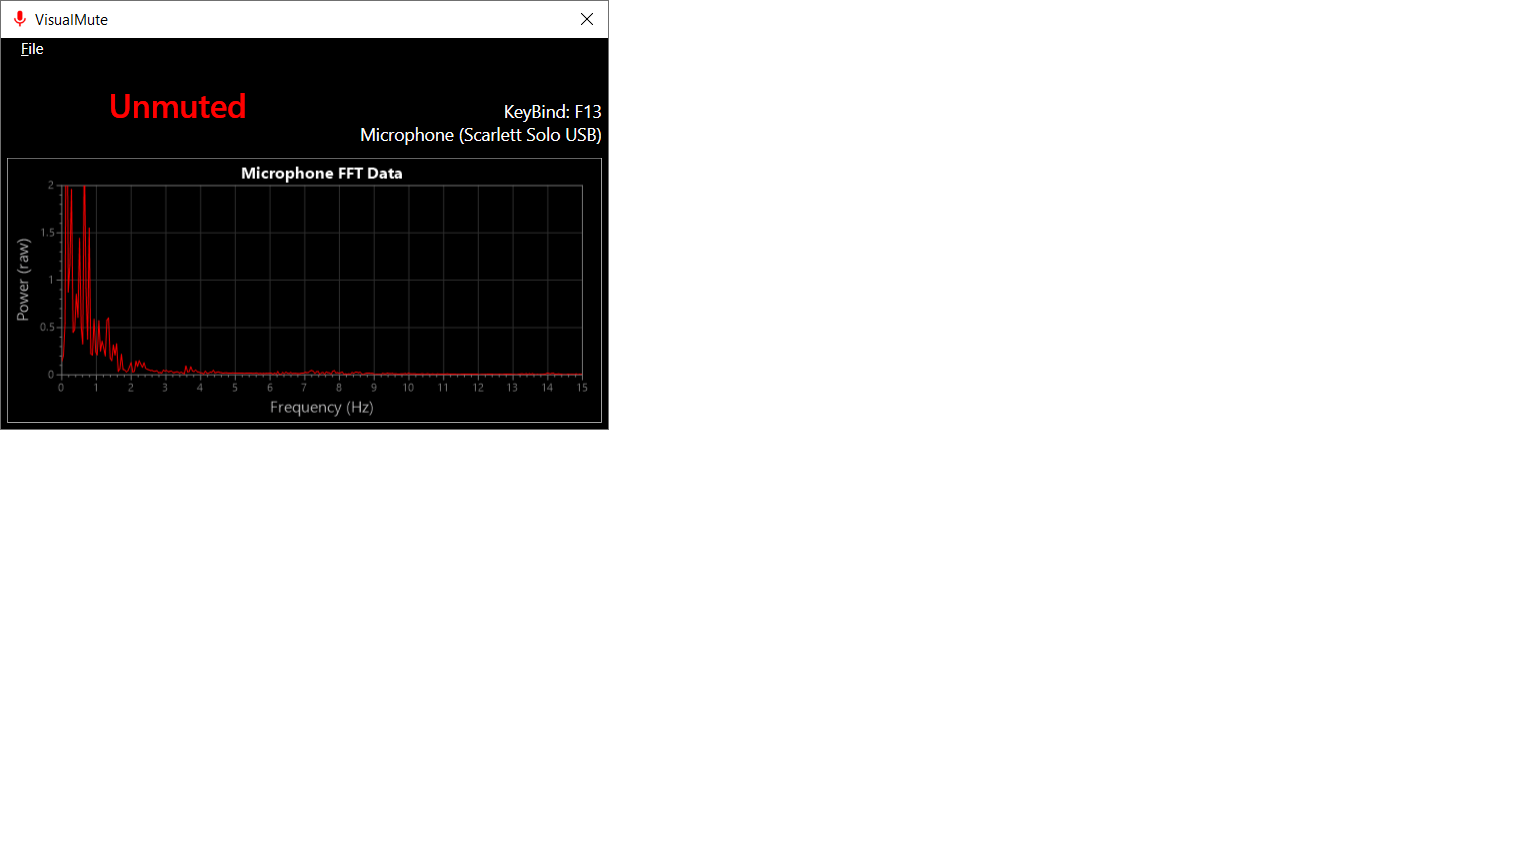 VisualMute
File
Unmuted
KeyBind: F13
Microphone (Scarlett Solo USB)
Microphone FFT Data
2
1.5
1
0.5
0
Power (raw)
0 1 2 3 4 5 6 7 8 9 10 11 12 13 14 15
Frequency (Hz)